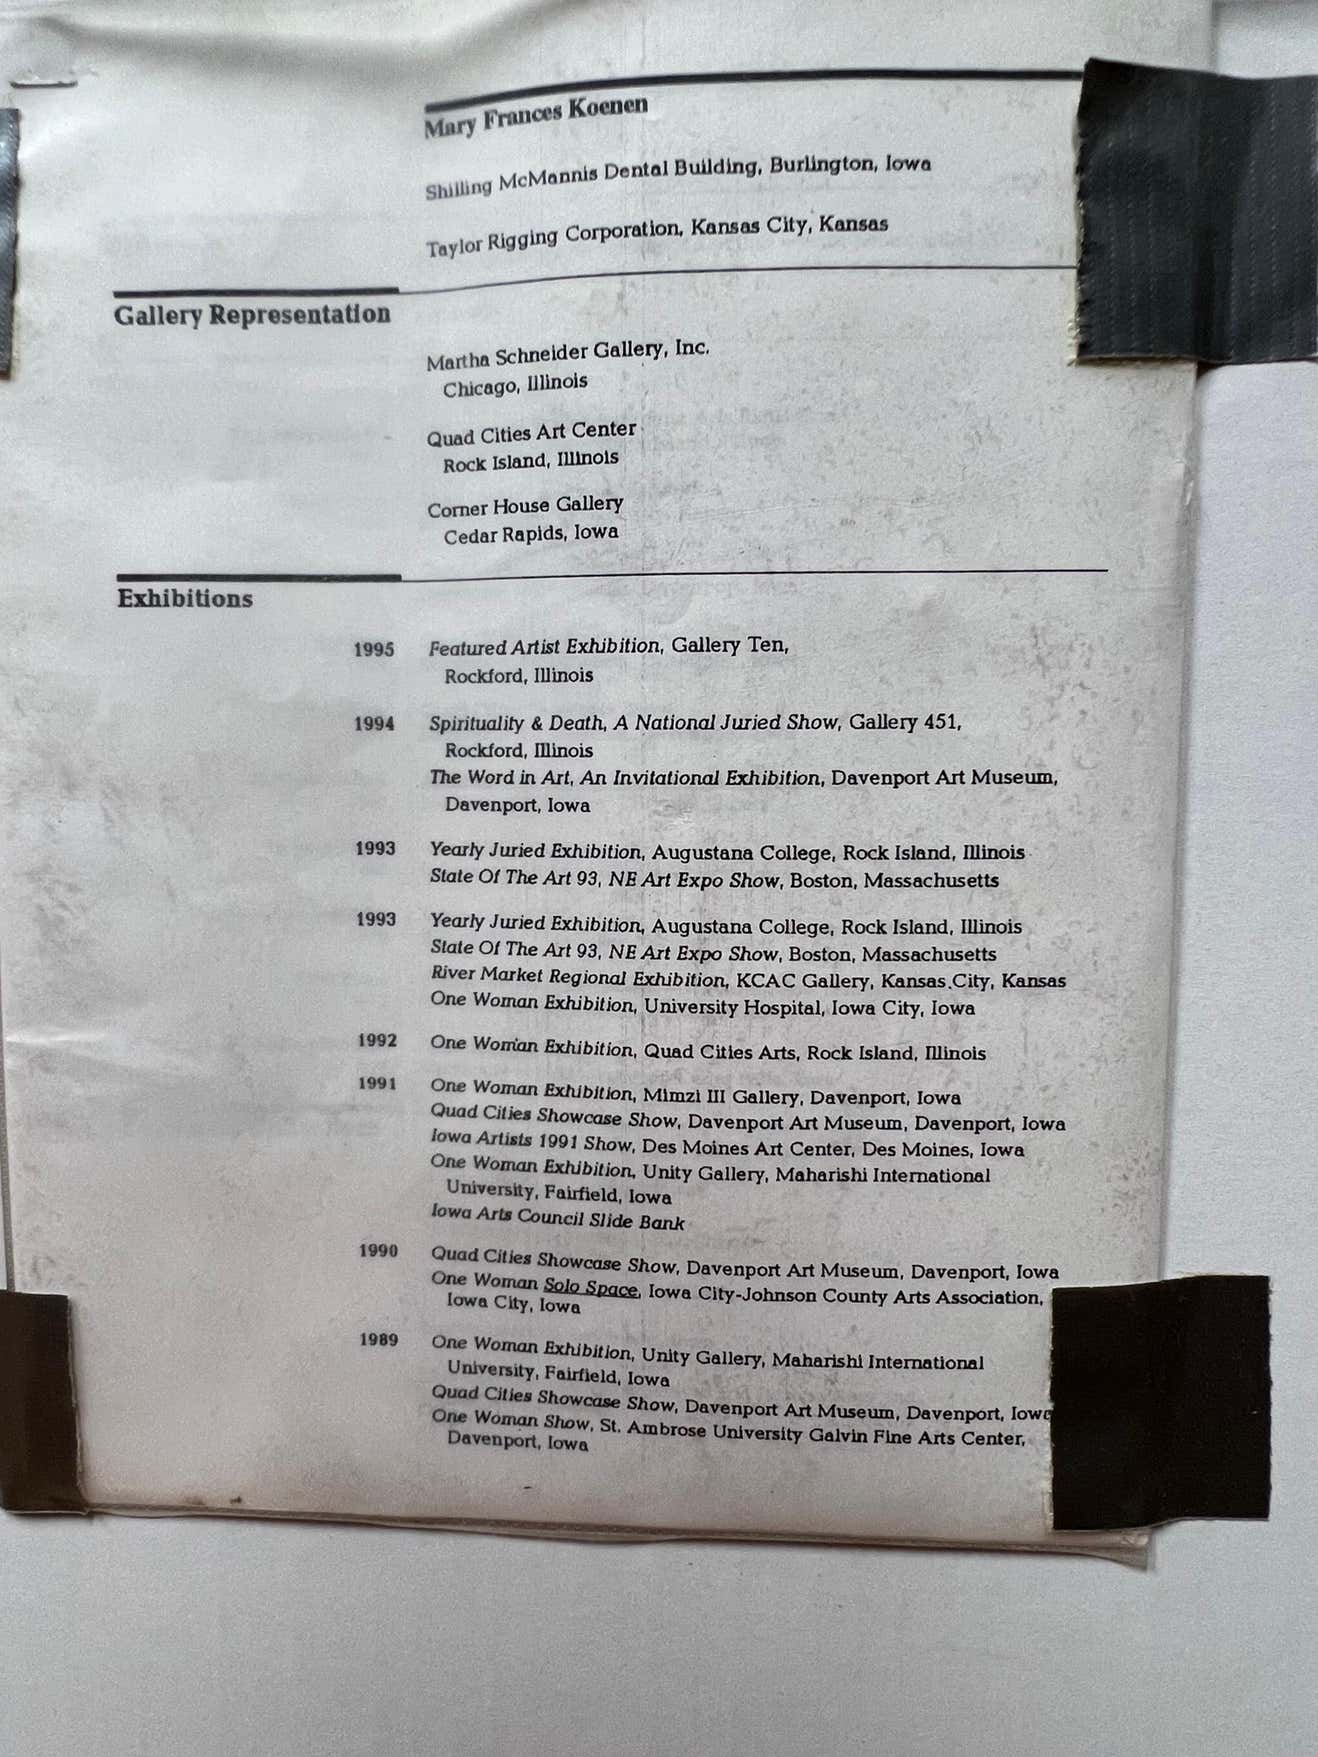 Mary Frances Koenen
Shilling McMannis Dental Building, Burlington, Iowa
Taylor Rigging Corporation, Kansas City, Kansas
Gallery Representation
Martha Schneider Gallery, Inc.
Chicago, Illinois
Quad Cities Art Center
Rock Island, Illinois
Corner House Gallery
Cedar Rapids, Iowa
Exhibitions
1995 Featured Artist Exhibition, Gallery Ten,
Rockford, Illinois
1994 Spirituality & Death, A National Juried Show, Gallery 451,
Rockford, Illinois
The Word in Art, An Invitational Exhibition, Davenport Art Museum,
Davenport, Iowa
1993 Yearly Juried Exhibition, Augustana College, Rock Island, Illinois
State Of The Art 93, NE Art Expo Show, Boston, Massachusetts
1993 Yearly Juried Exhibition, Augustana College, Rock Island, Illinois
State Of The Art 93, NE Art Expo Show, Boston, Massachusetts
River Market Regional Exhibition, KCAC Gallery, Kansas City, Kansas
One Woman Exhibition, University Hospital, Iowa City, Iowa
1992 One Woman Exhibition, Quad Cities Arts, Rock Island, Illinois
1991 One Woman Exhibition, Mimzi III Gallery, Davenport, Iowa
Quad Cities Showcase Show, Davenport Art Museum, Davenport, Iowa
Iowa Artists 1991 Show, Des Moines Art Center, Des Moines, Iowa
One Woman Exhibition, Unity Gallery, Maharishi International
University, Fairfield, Iowa
Iowa Arts Council Slide Bank
1990 Quad Cities Showcase Show, Davenport Art Museum, Davenport, Iowa
One Woman Solo Space, Iowa City-Johnson County Arts Association,
Iowa City, Iowa
1989 One Woman Exhibition, Unity Gallery, Maharishi International
University, Fairfield, Iowa
Quad Cities Showcase Show, Davenport Art Museum, Davenport, Iowa
One Woman Show, St. Ambrose University Galvin Fine Arts Center,
Davenport, Iowa